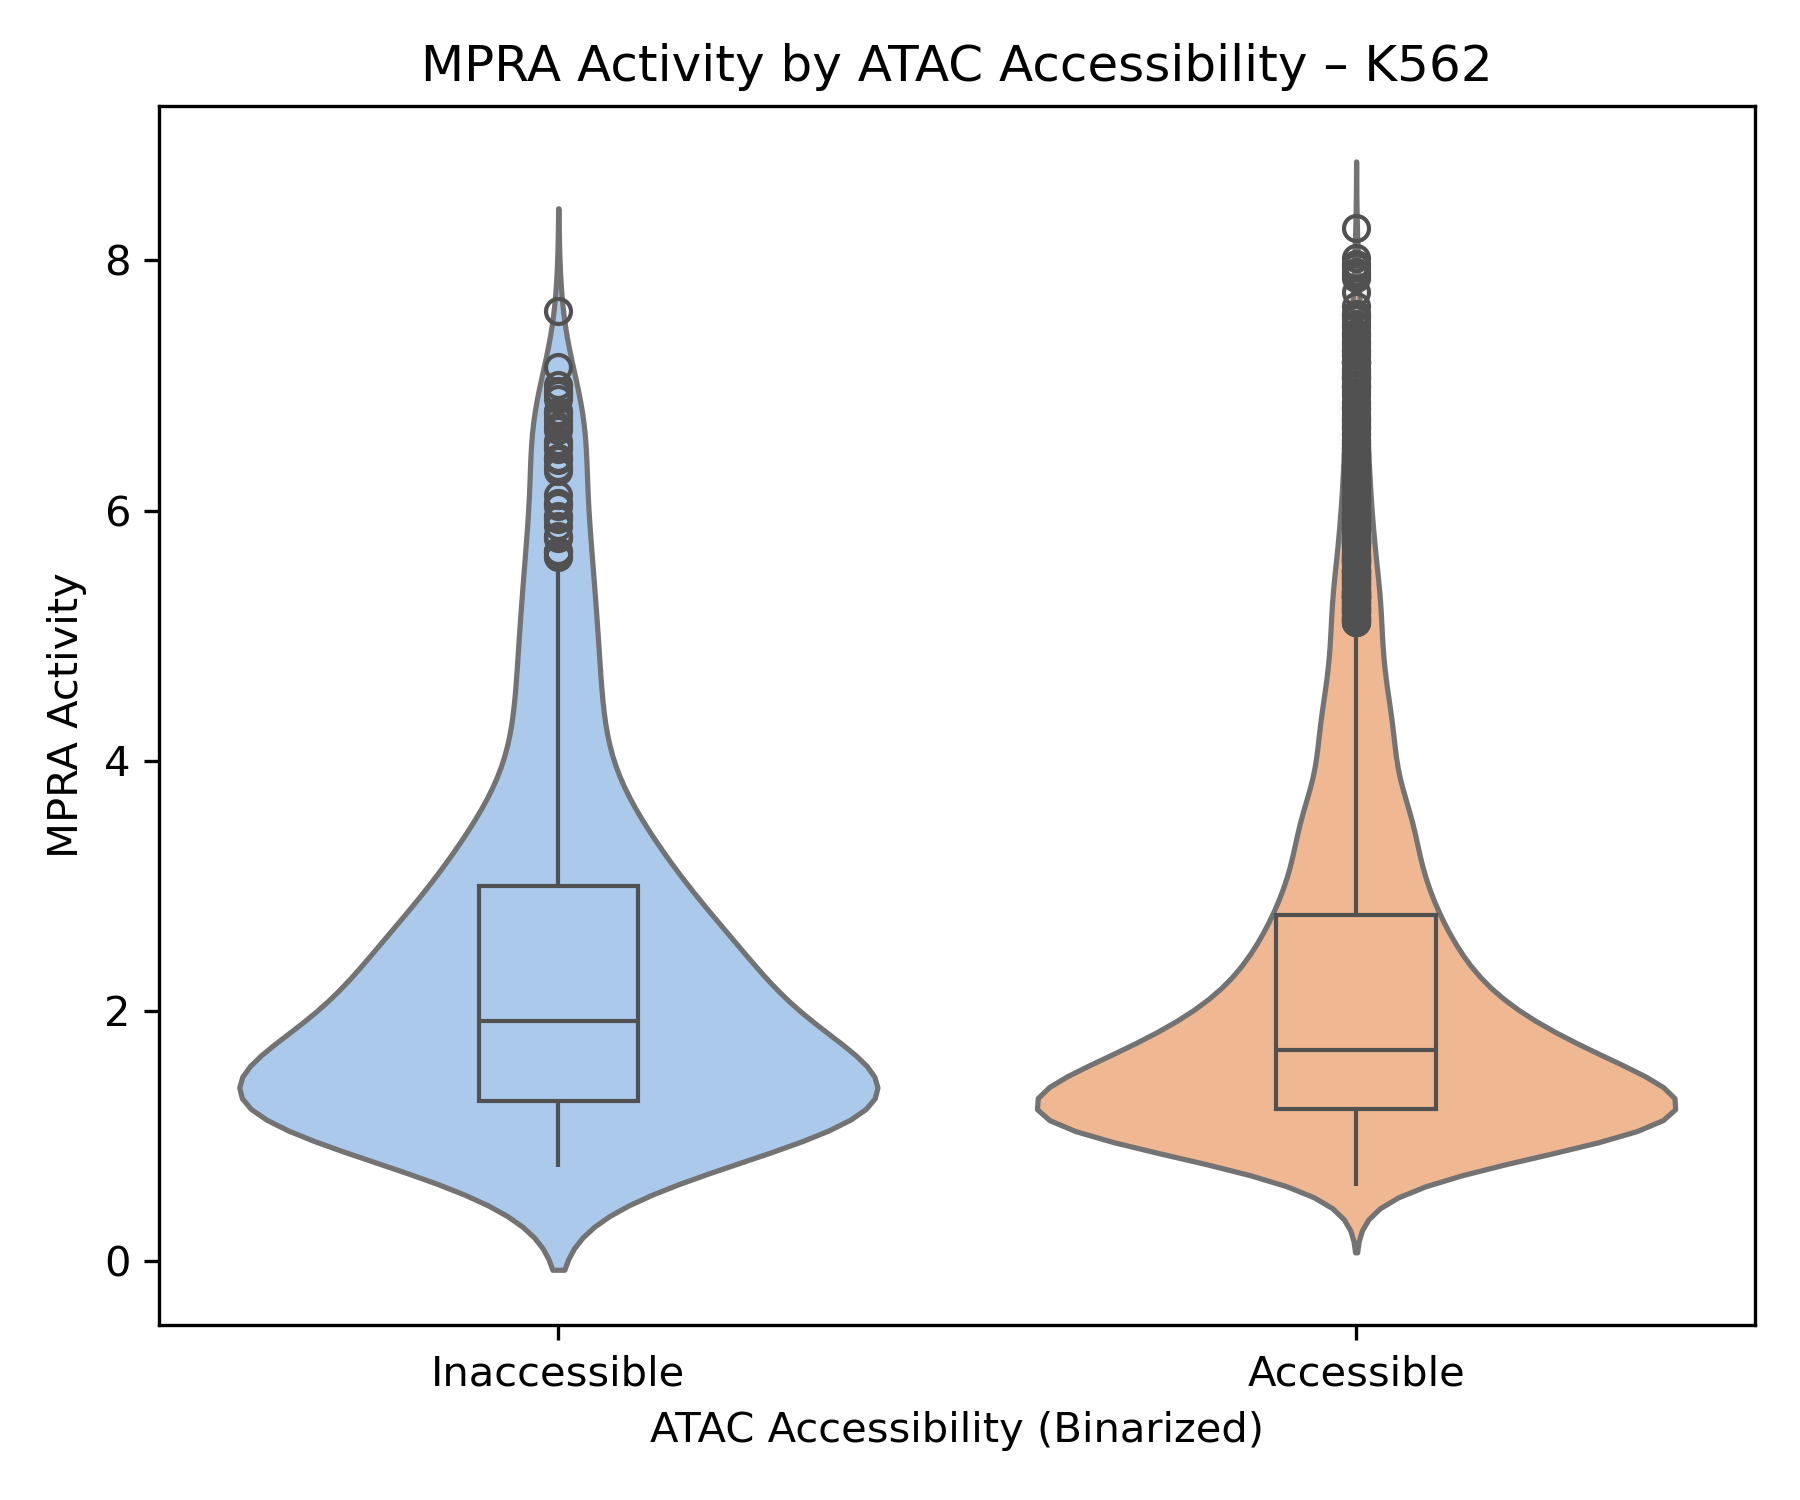 MPRA Activity by ATAC Accessibility – K562
MPRA Activity
8
6
4
2
0
Inaccessible
Accessible
ATAC Accessibility (Binarized)